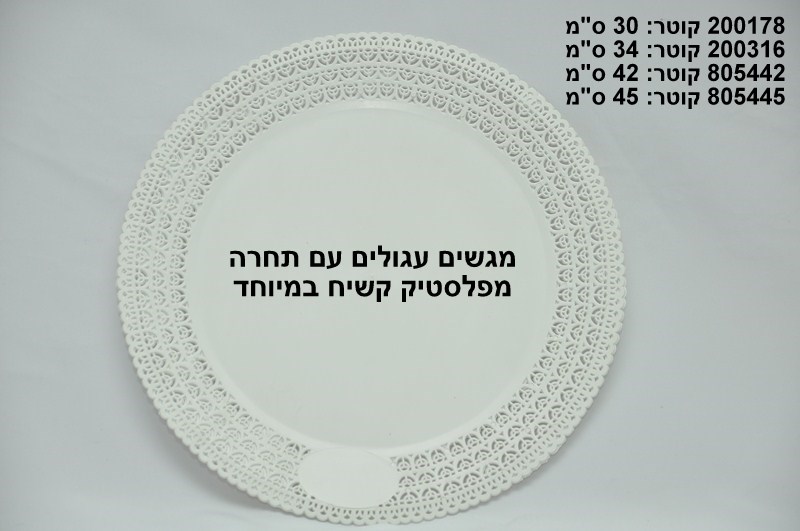 200178 קוטר: 30 ס"מ
200316 קוטר: 34 ס"מ
805442 קוטר: 42 ס"מ
805445 קוטר: 45 ס"מ
מגשים עגולים עם תחרה
מפלסטיק קשיח במיוחד